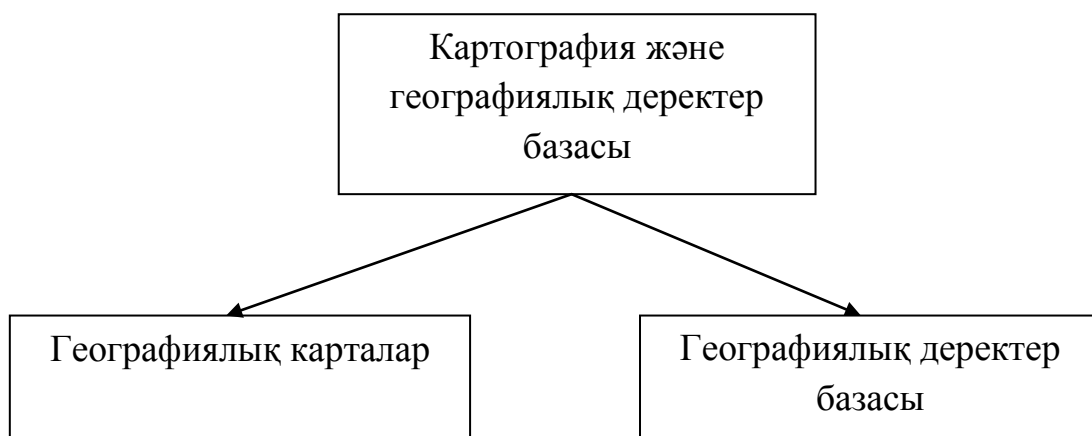 Картография және
географиялық деректер
базасы
Географиялық карталар
Географиялық деректер
базасы